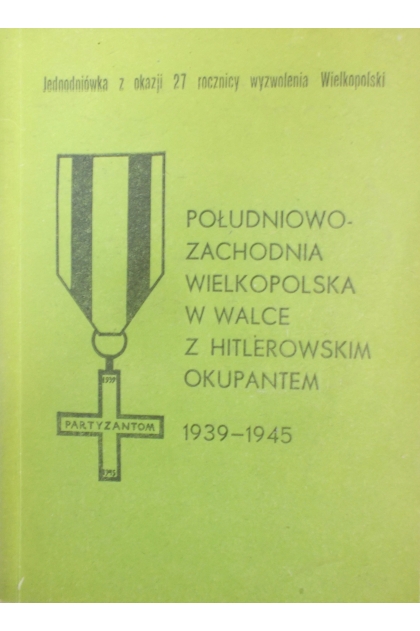 Jednodniówka z okazji 27 rocznicy wyzwolenia Wielkopolski
POŁUDNIOWO-
ZACHODNIA
WIELKOPOLSKA
W WALCE
Z HITLEROWSKIM
OKUPANTEM
1939-1945
1939
PARTYZANTOM
1945